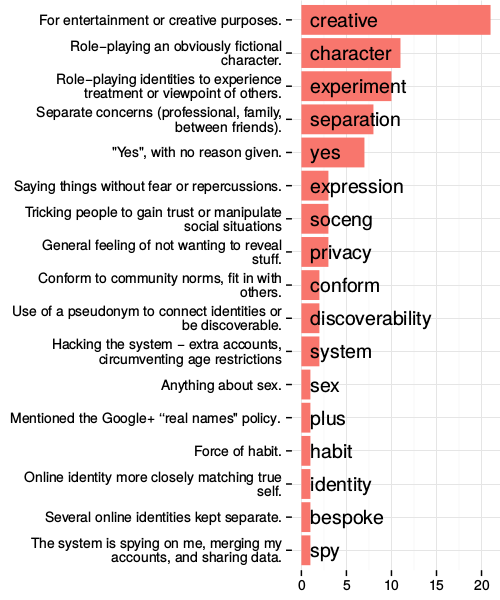 For entertainment or creative purposes.
creative
Role−playing an obviously fictional
character.
character
Role−playing identities to experience
treatment or viewpoint of others.
experiment
Separate concerns (professional, family,
between friends).
separation
"Yes", with no reason given.
yes
Saying things without fear or repercussions.
expression
Tricking people to gain trust or manipulate
social situations
soceng
General feeling of not wanting to reveal
stuff.
privacy
Conform to community norms, fit in with
others.
conform
Use of a pseudonym to connect identities or
be discoverable.
discoverability
Hacking the system − extra accounts,
circumventing age restrictions
system
Anything about sex.
sex
Mentioned the Google+ “real names" policy.
plus
Force of habit.
habit
Online identity more closely matching true
self.
identity
Several online identities kept separate.
bespoke
The system is spying on me, merging my
accounts, and sharing data.
spy
0 5 10 15 20